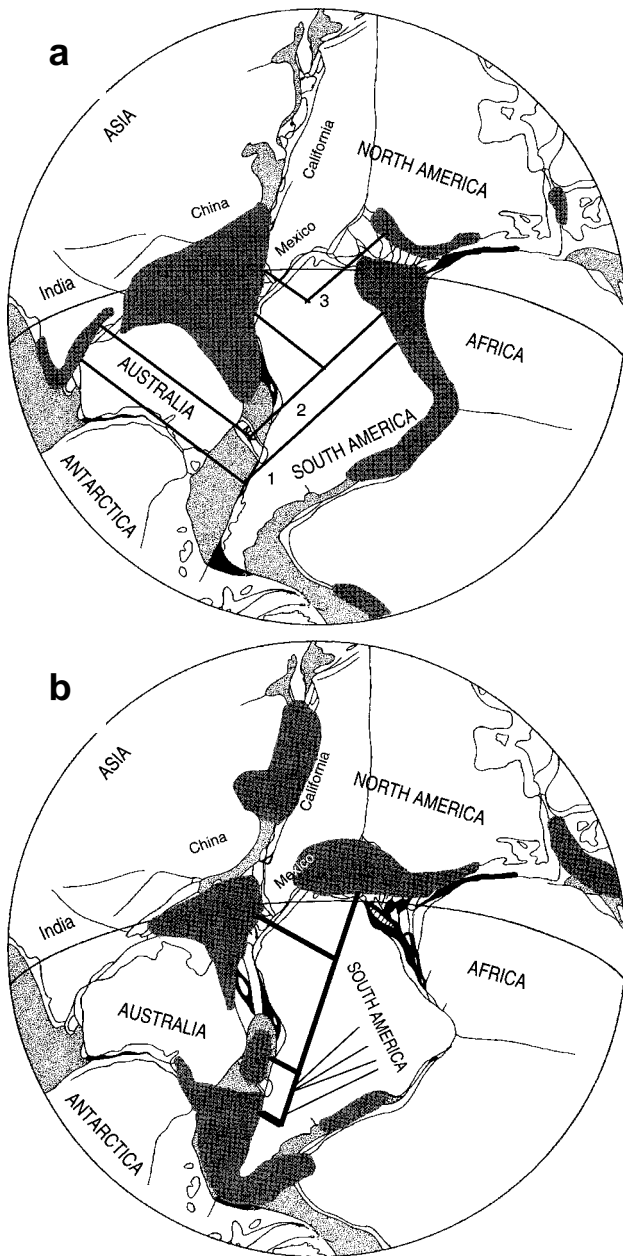 a
ASIA
California
NORTH AMERICA
China
Mexico
India
3
AFRICA
AUSTRALIA
2
SOUTH AMERICA
1
ANTARCTICA
b
ASIA
California
NORTH AMERICA
China
Mexico
India
SOUTH AMERICA
AFRICA
AUSTRALIA
ANTARCTICA